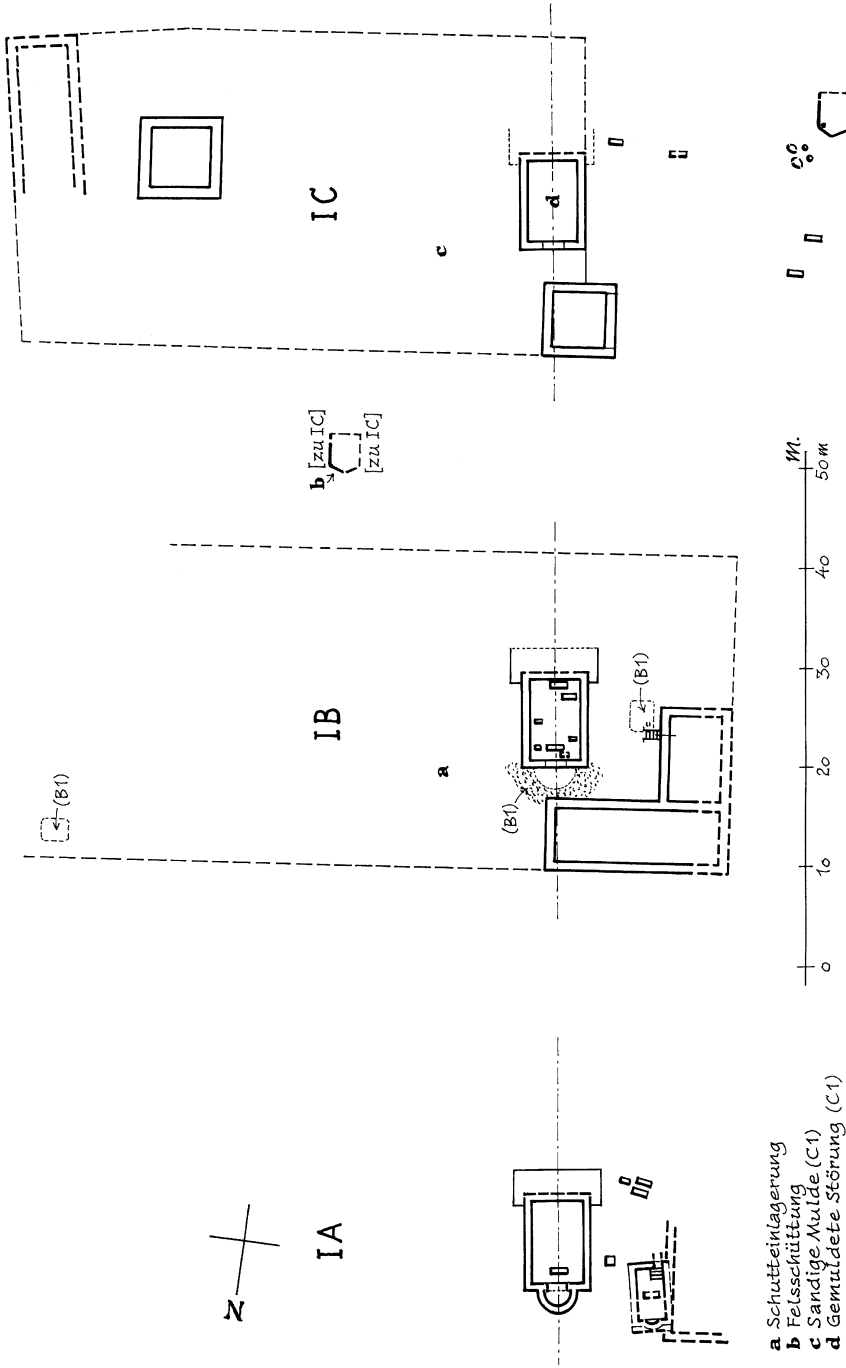 IA
N
IB
a
(B1)
(B1)
(B1)
IC
c
d
b [zu IC]
[zu IC]
m.
0
10
20
30
40
50m
a Schutteinlagerung
b Felsschüttung
c Sandige Mulde (C1)
d Gemuldete Störung (C1)